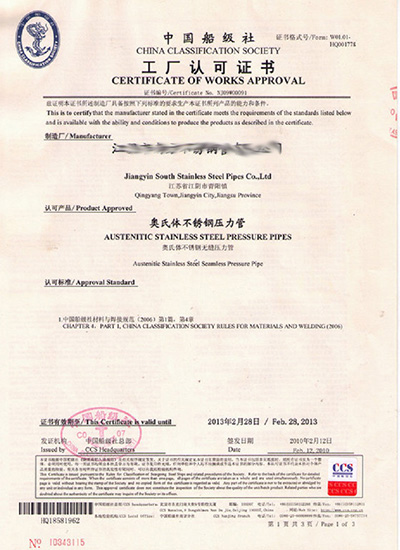 中国船级社
证书格式号/Form: W01.01-
HQ001774
CHINA CLASSIFICATION SOCIETY
工厂认可证书
CERTIFICATE OF WORKS APPROVAL
证书编号/Certificate No. NJ09W00091
兹证明本证书所述制造厂具备按照下列标准的要求生产本证书所列产品的能力和条件。
This is to certify that the manufacturer stated in the certificate meets the requirements of the standards listed below
and is available with the ability and conditions to produce the products as described in the certificate.
制造厂/ Manufacturer
Jiangyin South Stainless Steel Pipes Co.,Ltd
江苏省江阴市青阳镇
Qingyang Town,Jiangyin City,Jiangsu Province
认可产品/ Product Approved
奥氏体不锈钢压力管
AUSTENITIC STAINLESS STEEL PRESSURE PIPES
奥氏体不锈钢无缝压力管
Austenitic Stainless Steel Seamless Pressure Pipe
认可标准/ Approval Standard
1.中国船级社材料与焊接规范（2006）第1篇，第4章
CHAPTER 4, PART 1, CHINA CLASSIFICATION SOCIETY RULES FOR MATERIALS AND WELDING (2006)
证书有效期至/ This Certificate is valid until 2013年2月28日 / Feb. 28, 2013
发证机构 中国船级社总部 签发日期 2010年2月12日
Issued by CCS Headquarters Date Feb. 12, 2010
CCS
HQ18581962
第 1 页 共 3 页 / Page 1 of 3
№ 10343115